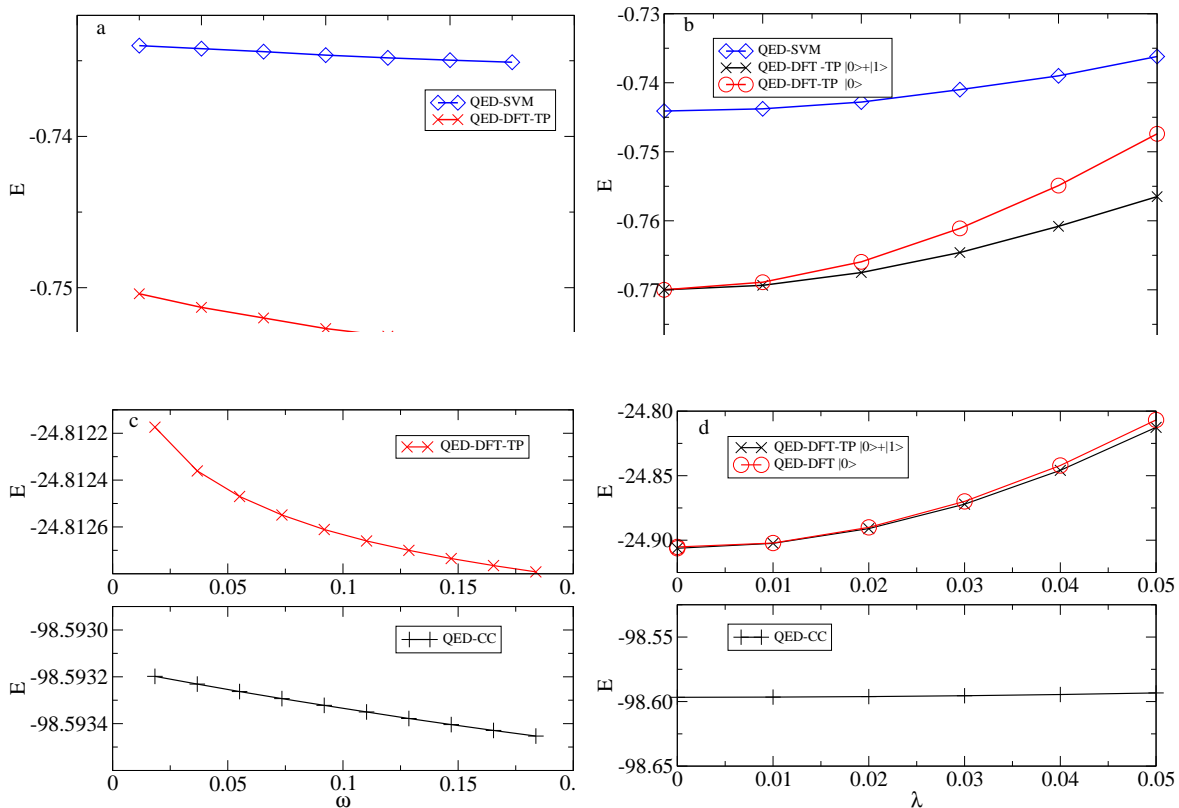 a
QED-SVM
QED-DFT-TP
-0.74
-0.75
E
b
-0.73
-0.74
-0.75
-0.76
-0.77
E
QED-SVM
QED-DFT -TP |0>+|1>
QED-DFT-TP |0>
c
QED-DFT-TP
-24.8122
-24.8124
-24.8126
E
0 0.05 0.1 0.15 0.
d
QED-DFT-TP |0>+|1>
QED-DFT |0>
-24.80
-24.85
-24.90
E
0 0.01 0.02 0.03 0.04 0.05
QED-CC
-98.5930
-98.5932
-98.5934
E
0 0.05 0.1 0.15 0.
ω
QED-CC
-98.55
-98.60
-98.65
E
0 0.01 0.02 0.03 0.04 0.05
λ